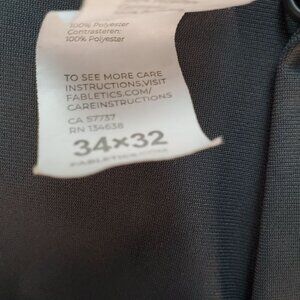 100% Polyester
Contrasteren:
100% Polyester
TO SEE MORE CARE
INSTRUCTIONS,VISIT
FABLETICS.COM/
CAREINSTRUCTIONS
CA 57737
RN 134638
34x32
FABLETICS.COM